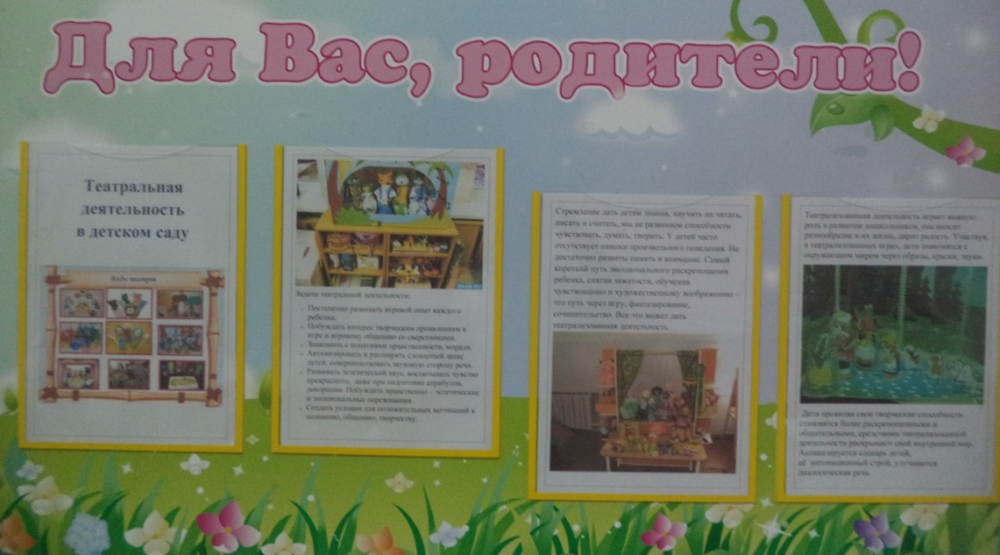 Для Вас, родители!
Театральная
деятельность
в детском саду
Виды театров
Задачи театральной деятельности:
- Постепенно развивать игровой опыт каждого
ребенка;
- Побуждать интерес творческим проявлениям в
игре и игровому общению со сверстниками.
- Знакомить с понятиями нравственности, морали.
- Активизировать и расширять словарный запас
детей, совершенствовать звуковую сторону речи.
- Развивать эстетический вкус, воспитывать чувство
прекрасного, даже при подготовке атрибутов,
декорации. Побуждать нравственно – эстетические
и эмоциональные переживания.
- Создать условия для положительных мотиваций к
познанию, общению, творчеству.
Стремление дать детям знания, научить их читать,
писать и считать, мы не развиваем способности
чувствовать, думать, творить. У детей часто
отсутствует навыки произвольного поведения. Не
достаточно развиты память и внимание. Самый
короткий путь эмоционального раскрепощения
ребенка, снятия зажатости, обучения
чувствованию и художественному воображению –
это путь через игру, фантазирование,
сочинительство. Все это может дать
театрализованная деятельность
Театрализованная деятельность играет важную
роль в развитии дошкольников, она вносит
разнообразие в их жизнь, дарит радость. Участвуя
в театрализованных играх, дети знакомятся с
окружающим миром через образы, краски, звуки.
Дети проявляя свои творческие способности
становятся более раскрепощенными и
общительными, средствами театрализованной
деятельности раскрывают свой внутренний мир.
Активизируется словарь детей,
её интонационный строй, улучшается
диалогическая речь.